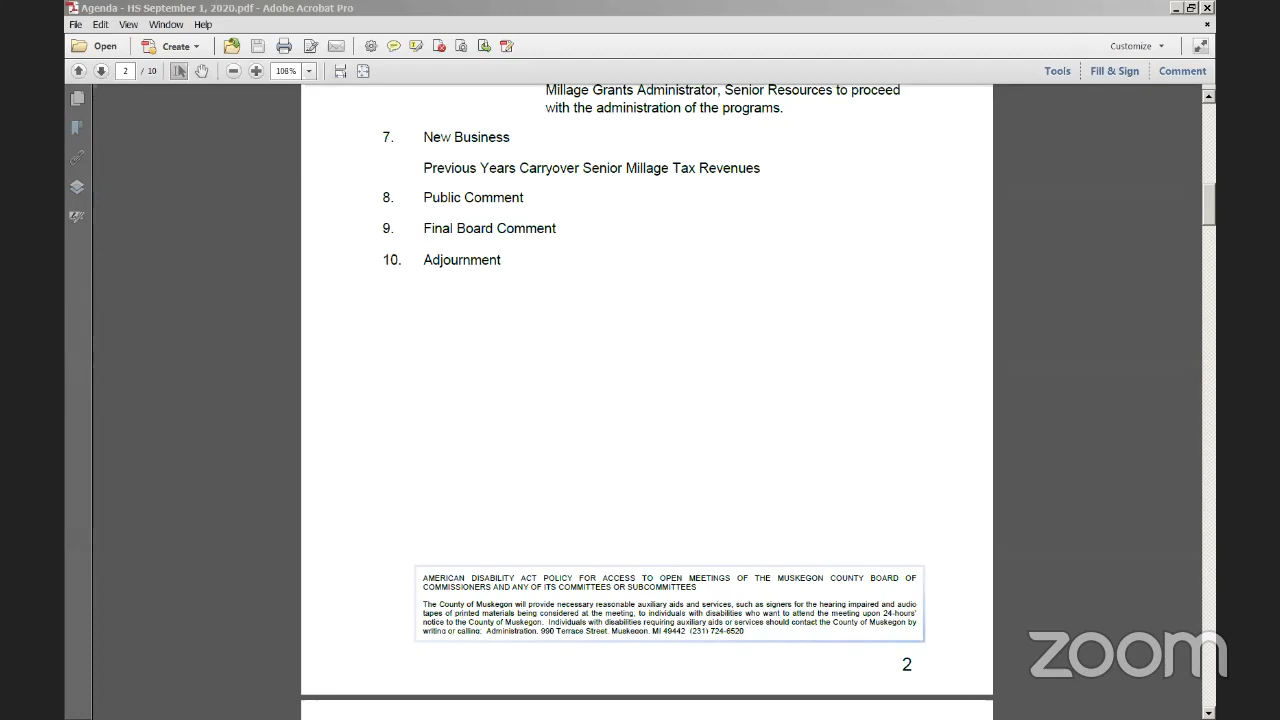 Agenda - HS September 1, 2020.pdf - Adobe Acrobat Pro
File Edit View Window Help
Open Create Customize
2 / 10 106% Tools Fill & Sign Comment
Millage Grants Administrator, Senior Resources to proceed
with the administration of the programs.
7. New Business
Previous Years Carryover Senior Millage Tax Revenues
8. Public Comment
9. Final Board Comment
10. Adjournment
AMERICAN DISABILITY ACT POLICY FOR ACCESS TO OPEN MEETINGS OF THE MUSKEGON COUNTY BOARD OF
COMMISSIONERS AND ANY OF ITS COMMITTEES OR SUBCOMMITTEES
The County of Muskegon will provide necessary reasonable auxiliary aids and services, such as signers for the hearing impaired and audio
tapes of printed materials being considered at the meeting, to individuals with disabilities who want to attend the meeting upon 24-hours'
notice to the County of Muskegon. Individuals with disabilities requiring auxiliary aids or services should contact the County of Muskegon by
writing or calling: Administration, 990 Terrace Street, Muskegon, MI 49442 (231) 724-6520
2
zoom